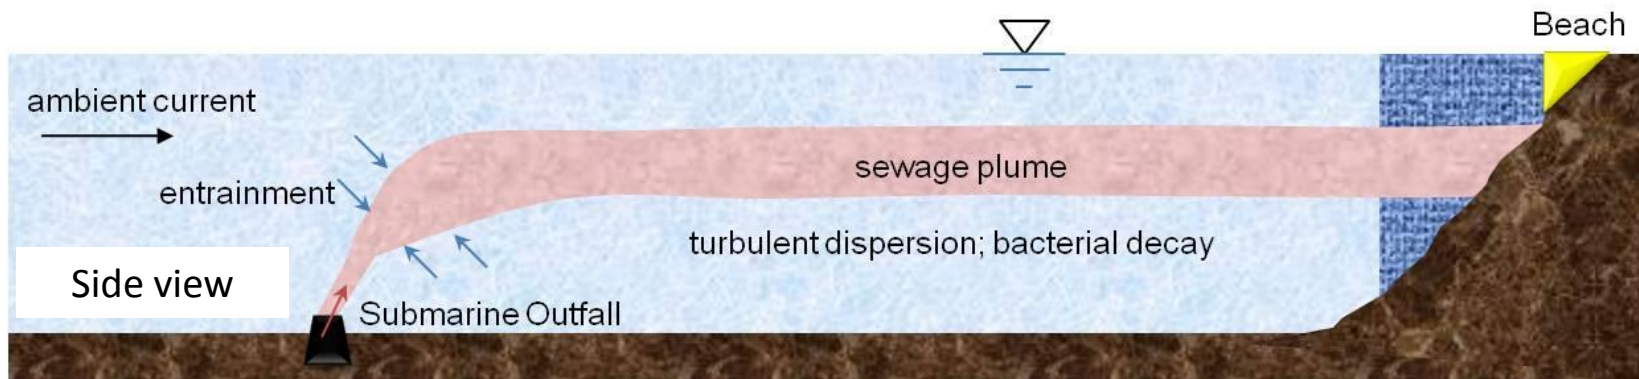 Beach
ambient current
entrainment
sewage plume
turbulent dispersion; bacterial decay
Side view
Submarine Outfall